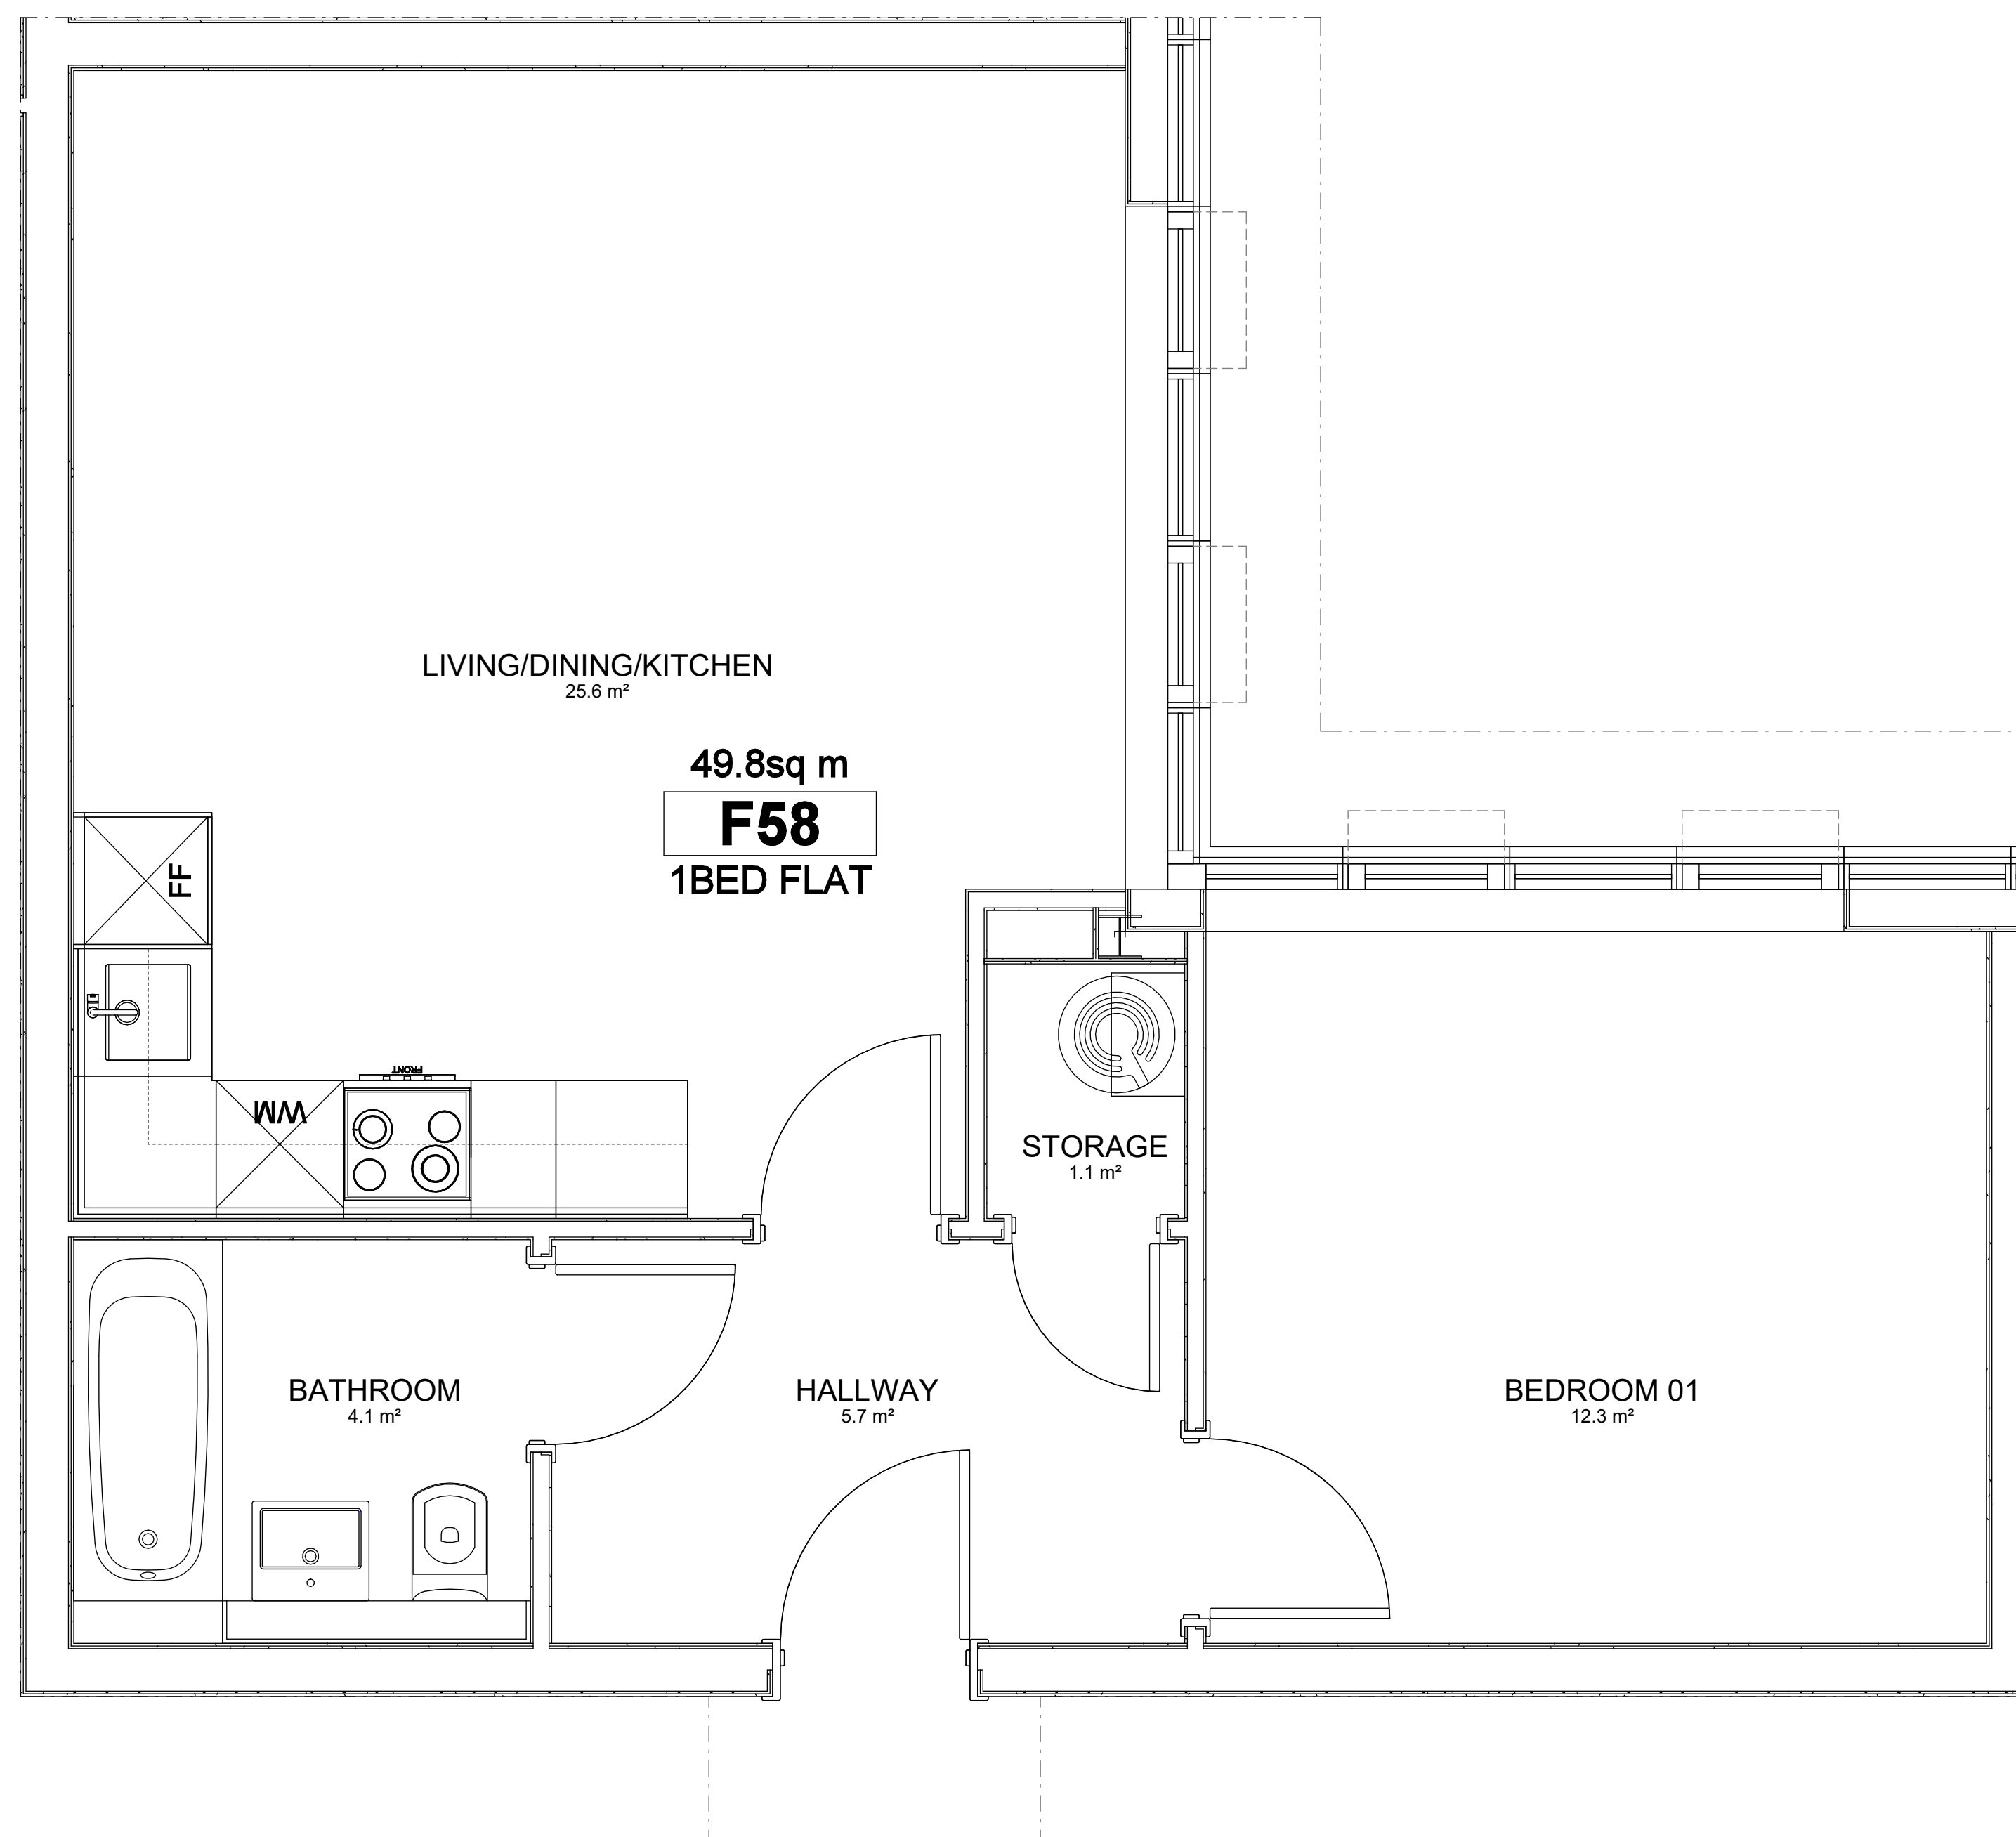 LIVING/DINING/KITCHEN
25.6 m²
49.8sq m
F58
1BED FLAT
FF
FRONT
WM
STORAGE
1.1 m²
BATHROOM
4.1 m²
HALLWAY
5.7 m²
BEDROOM 01
12.3 m²